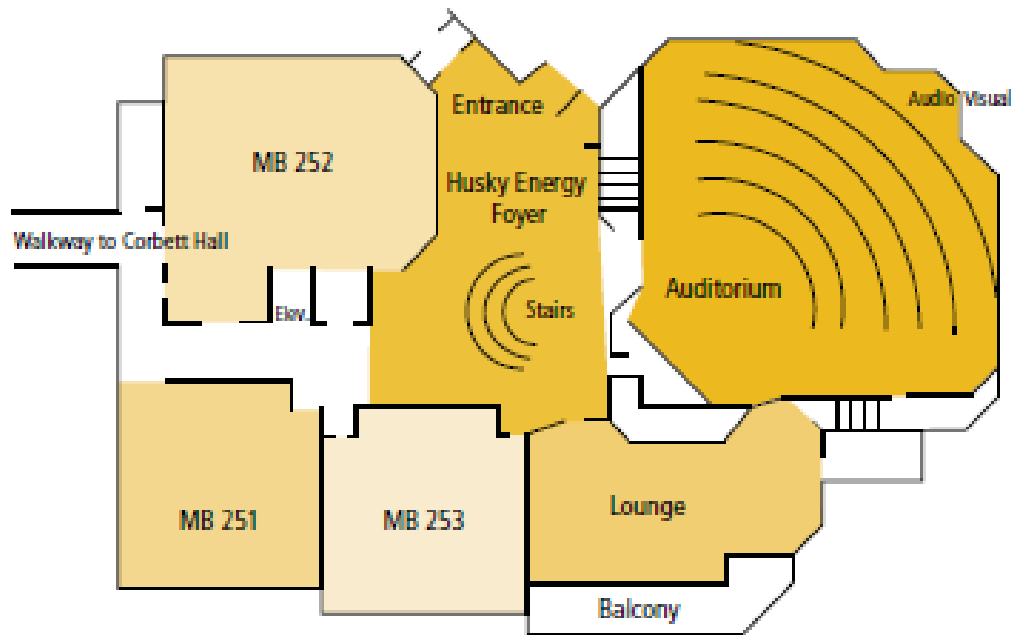 Entrance
Audio Visual
MB 252
Husky Energy
Foyer
Walkway to Corbett Hall
Auditorium
Elev.
Stairs
MB 251
MB 253
Lounge
Balcony